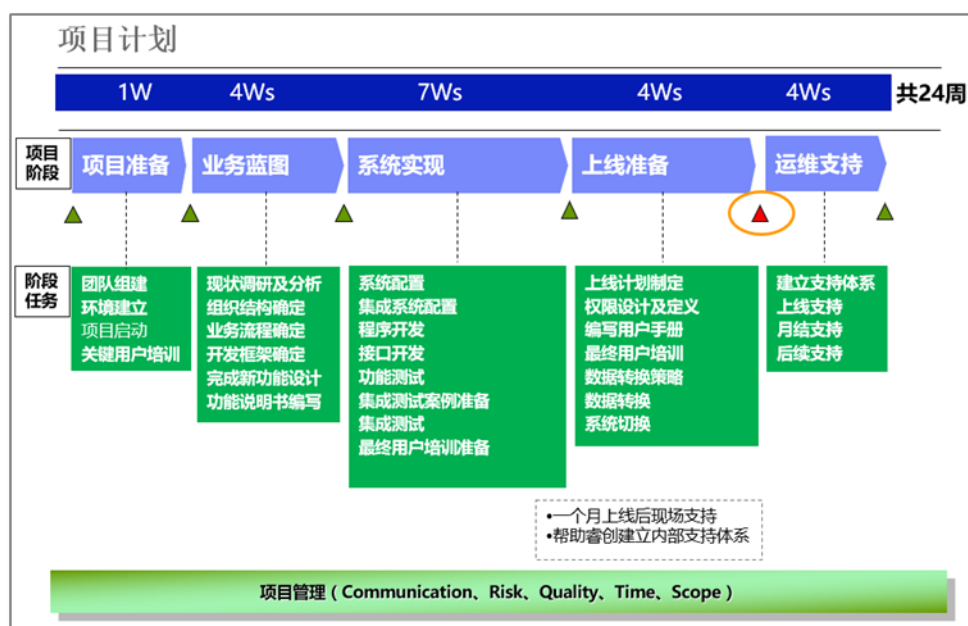 项目计划
1W
4Ws
7Ws
4Ws
4Ws
共24周
项目
阶段
项目准备
业务蓝图
系统实现
上线准备
运维支持
阶段
任务
团队组建
环境建立
项目启动
关键用户培训
现状调研及分析
组织结构确定
业务流程确定
开发框架确定
完成新功能设计
功能说明书编写
系统配置
集成系统配置
程序开发
接口开发
功能测试
集成测试案例准备
集成测试
最终用户培训准备
上线计划制定
权限设计及定义
编写用户手册
最终用户培训
数据转换策略
数据转换
系统切换
建立支持体系
上线支持
月结支持
后续支持
•一个月上线后现场支持
•帮助睿创建立内部支持体系
项目管理（Communication、Risk、Quality、Time、Scope）